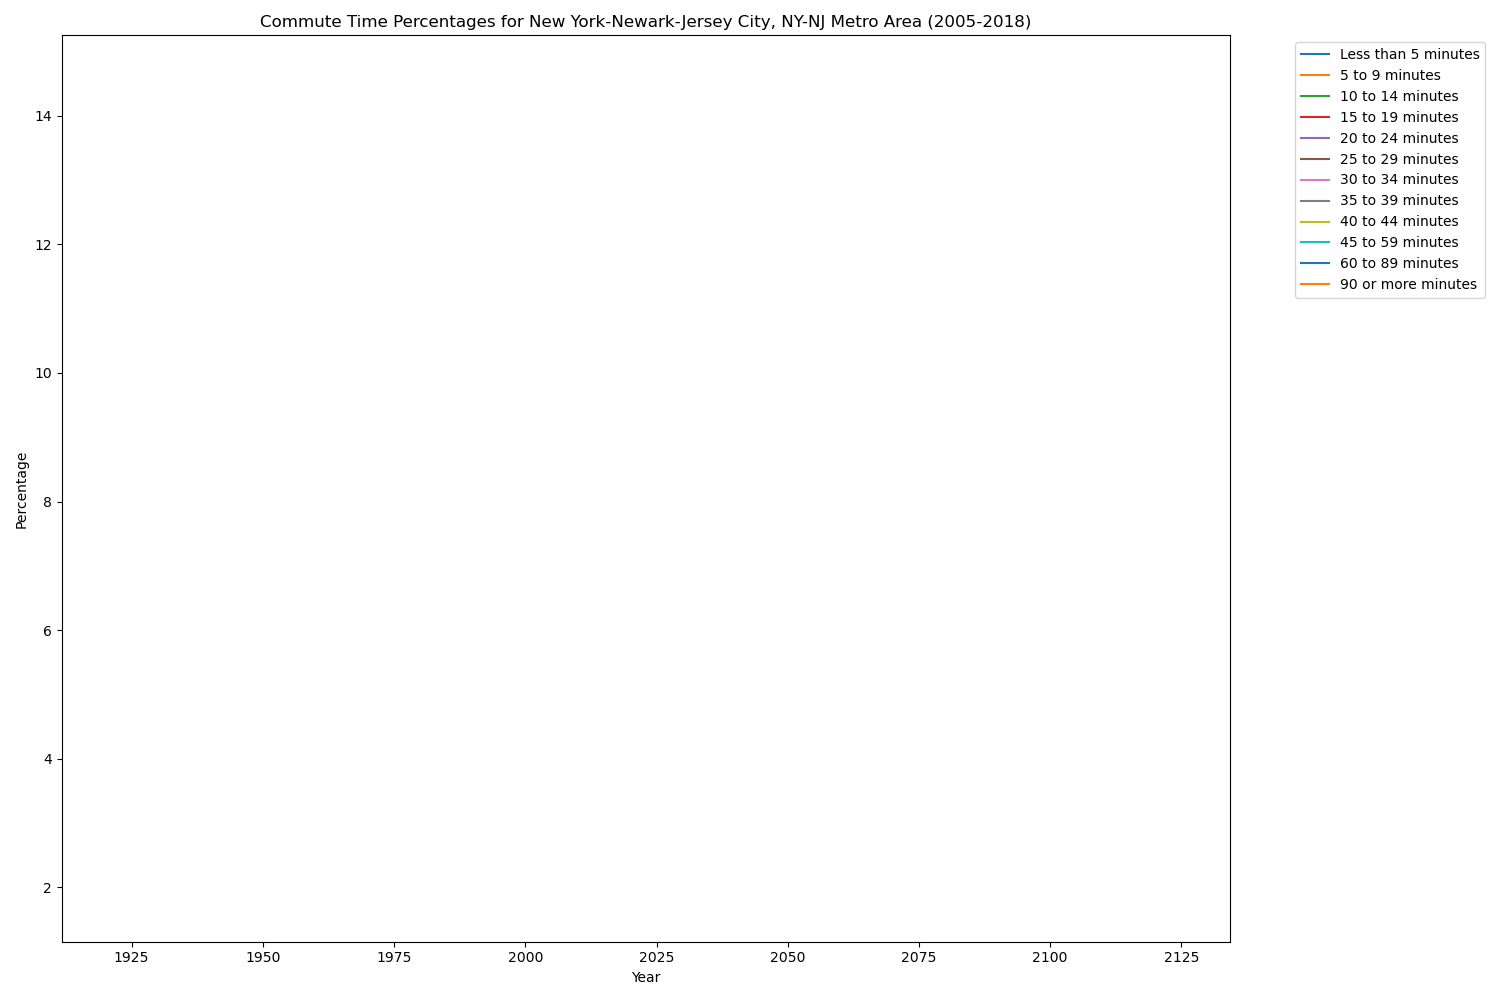 Commute Time Percentages for New York-Newark-Jersey City, NY-NJ Metro Area (2005-2018)
Less than 5 minutes
5 to 9 minutes
10 to 14 minutes
15 to 19 minutes
20 to 24 minutes
25 to 29 minutes
30 to 34 minutes
35 to 39 minutes
40 to 44 minutes
45 to 59 minutes
60 to 89 minutes
90 or more minutes
14
12
10
8
6
4
2
Percentage
1925 1950 1975 2000 2025 2050 2075 2100 2125
Year